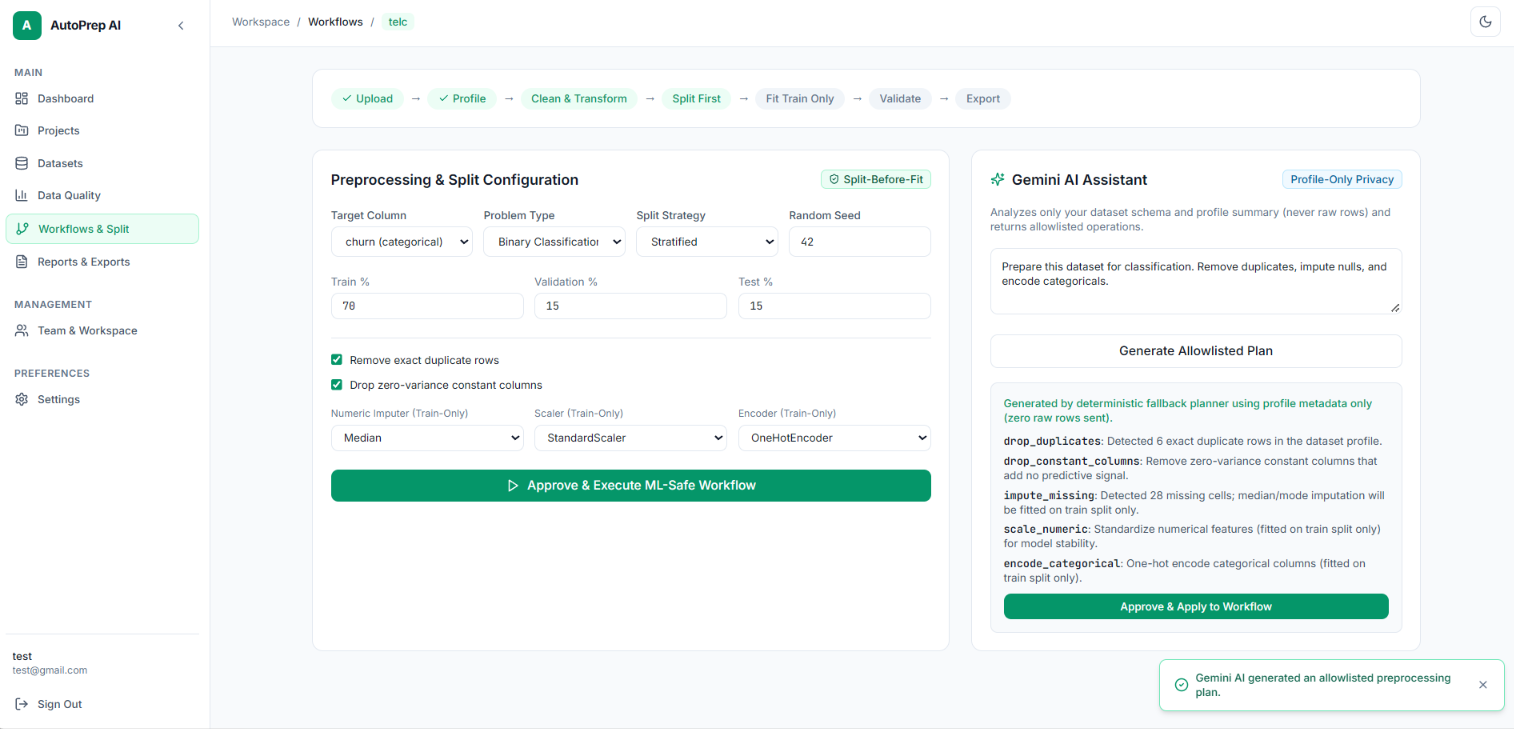 A AutoPrep AI
MAIN
Dashboard
Projects
Datasets
Data Quality
Workflows & Split
Reports & Exports
MANAGEMENT
Team & Workspace
PREFERENCES
Settings
test
test@gmail.com
Sign Out
Workspace / Workflows / telc
Upload → Profile → Clean & Transform → Split First → Fit Train Only → Validate → Export
Preprocessing & Split Configuration
Split-Before-Fit
Target Column Problem Type Split Strategy Random Seed
churn (categorical) Binary Classification Stratified 42
Train % Validation % Test %
70 15 15
Remove exact duplicate rows
Drop zero-variance constant columns
Numeric Imputer (Train-Only) Scaler (Train-Only) Encoder (Train-Only)
Median StandardScaler OneHotEncoder
Approve & Execute ML-Safe Workflow
Gemini AI Assistant
Profile-Only Privacy
Analyzes only your dataset schema and profile summary (never raw rows) and
returns allowlisted operations.
Prepare this dataset for classification. Remove duplicates, impute nulls, and
encode categoricals.
Generate Allowlisted Plan
Generated by deterministic fallback planner using profile metadata only
(zero raw rows sent).
drop_duplicates: Detected 6 exact duplicate rows in the dataset profile.
drop_constant_columns: Remove zero-variance constant columns that
add no predictive signal.
impute_missing: Detected 28 missing cells; median/mode imputation will
be fitted on train split only.
scale_numeric: Standardize numerical features (fitted on train split only)
for model stability.
encode_categorical: One-hot encode categorical columns (fitted on
train split only).
Approve & Apply to Workflow
Gemini AI generated an allowlisted preprocessing
plan.